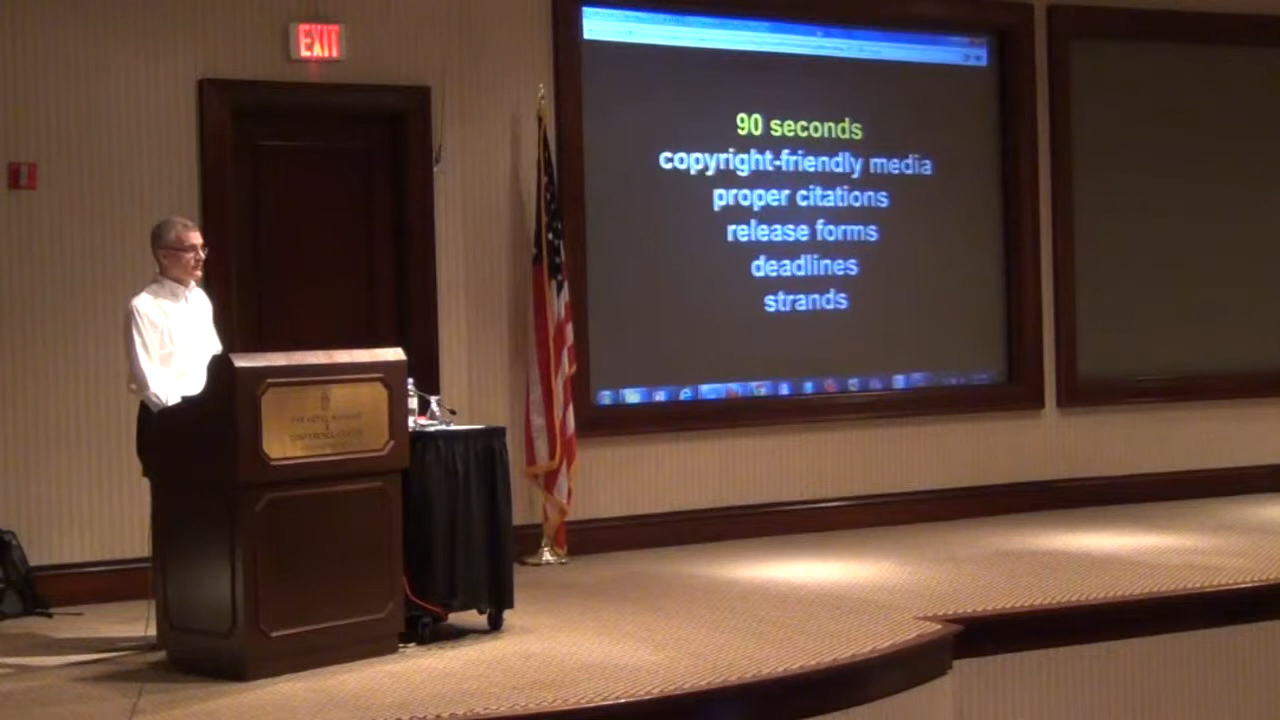 EXIT
90 seconds
copyright-friendly media
proper citations
release forms
deadlines
strands